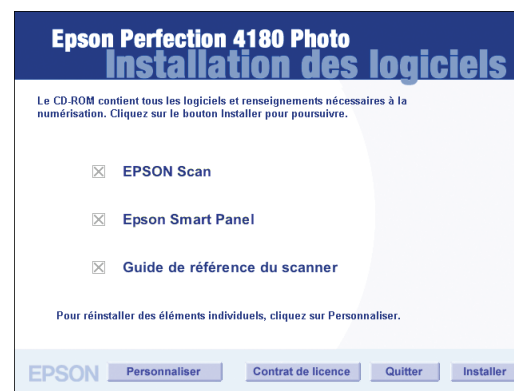 Epson Perfection 4180 Photo
Installation des logiciels
Le CD-ROM contient tous les logiciels et renseignements nécessaires à la
numérisation. Cliquez sur le bouton Installer pour poursuivre.
EPSON Scan
Epson Smart Panel
Guide de référence du scanner
Pour réinstaller des éléments individuels, cliquez sur Personnaliser.
EPSON Personnaliser Contrat de licence Quitter Installer